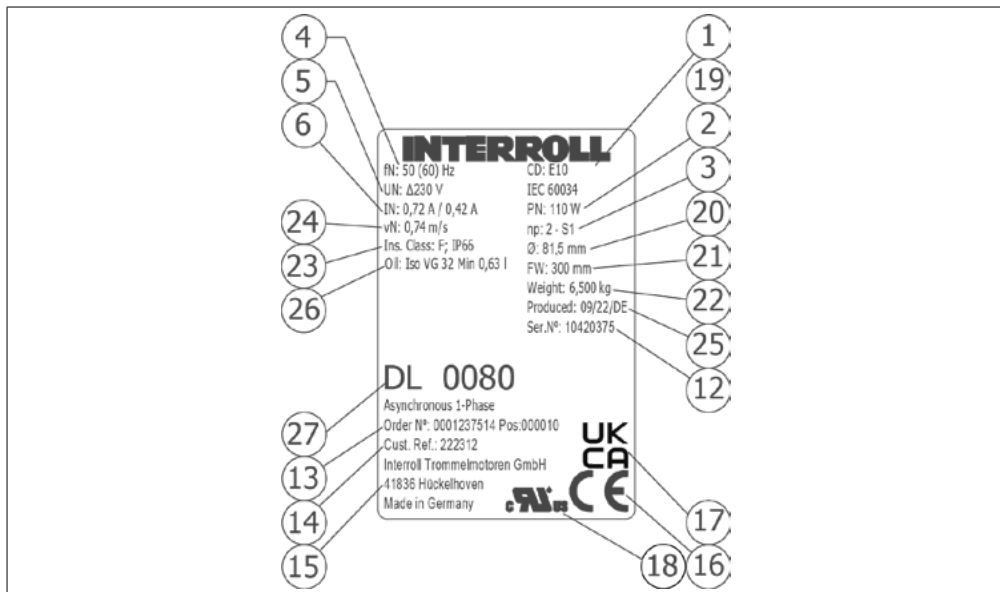 4
5
6
24
23
26
27
13
14
15
1
19
2
3
20
21
22
25
12
17
16
18
INTERROLL
fN: 50 (60) Hz
UN: Δ230 V
IN: 0,72 A / 0,42 A
vN: 0,74 m/s
Ins. Class: F; IP66
Oil: Iso VG 32 Min 0,63 l
CD: E10
IEC 60034
PN: 110 W
np: 2 - S1
Ø: 81,5 mm
FW: 300 mm
Weight: 6,500 kg
Produced: 09/22/DE
Ser.Nº: 10420375
DL 0080
Asynchronous 1-Phase
Order Nº: 0001237514 Pos:000010
Cust. Ref.: 222312
Interroll Trommelmotoren GmbH
41836 Hückelhoven
Made in Germany
UK
CA
c RU us CE